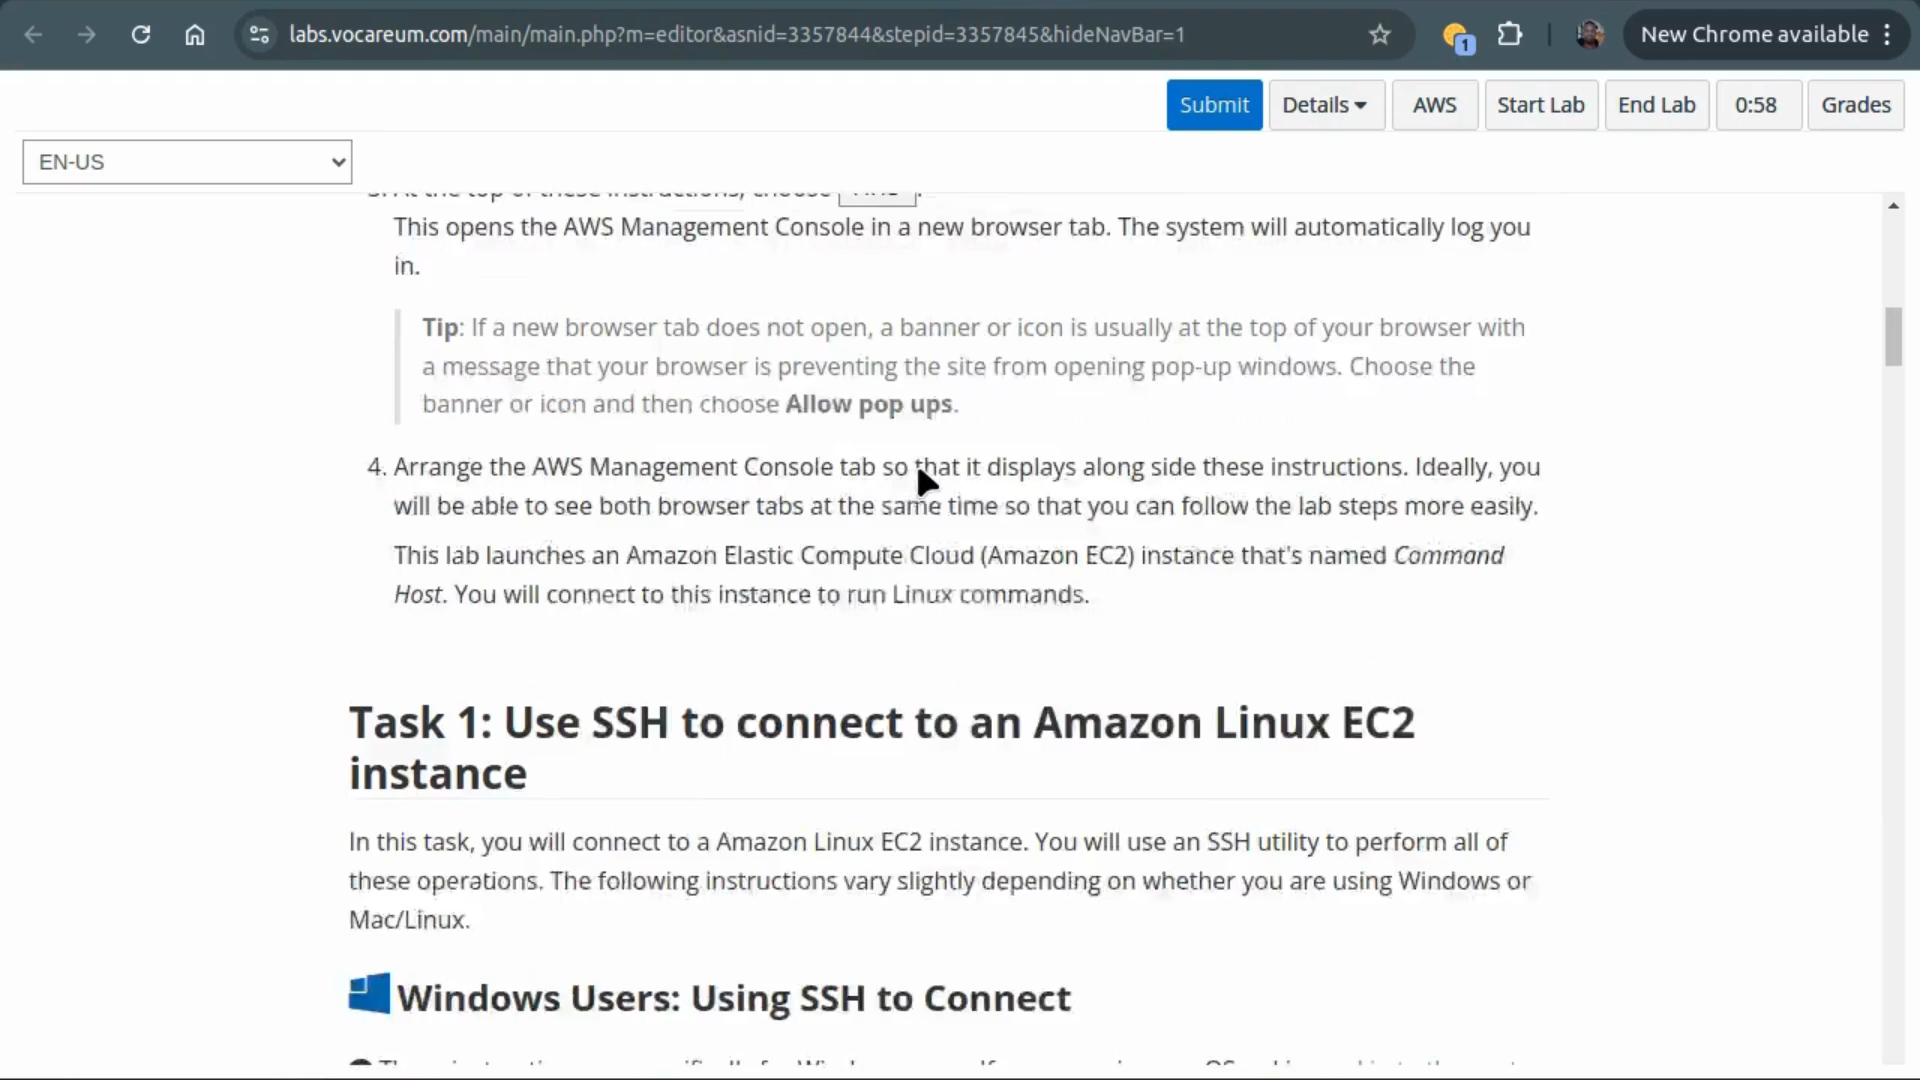 labs.vocareum.com/main/main.php?m=editor&asnid=3357844&stepid=3357845&hideNavBar=1
1
New Chrome available
Submit
Details
AWS
Start Lab
End Lab
0:58
Grades
EN-US
At the top of these instructions, choose
This opens the AWS Management Console in a new browser tab. The system will automatically log you
in.
Tip: If a new browser tab does not open, a banner or icon is usually at the top of your browser with
a message that your browser is preventing the site from opening pop-up windows. Choose the
banner or icon and then choose Allow pop ups.
4. Arrange the AWS Management Console tab so that it displays along side these instructions. Ideally, you
will be able to see both browser tabs at the same time so that you can follow the lab steps more easily.
This lab launches an Amazon Elastic Compute Cloud (Amazon EC2) instance that's named Command
Host. You will connect to this instance to run Linux commands.
Task 1: Use SSH to connect to an Amazon Linux EC2
instance
In this task, you will connect to a Amazon Linux EC2 instance. You will use an SSH utility to perform all of
these operations. The following instructions vary slightly depending on whether you are using Windows or
Mac/Linux.
Windows Users: Using SSH to Connect